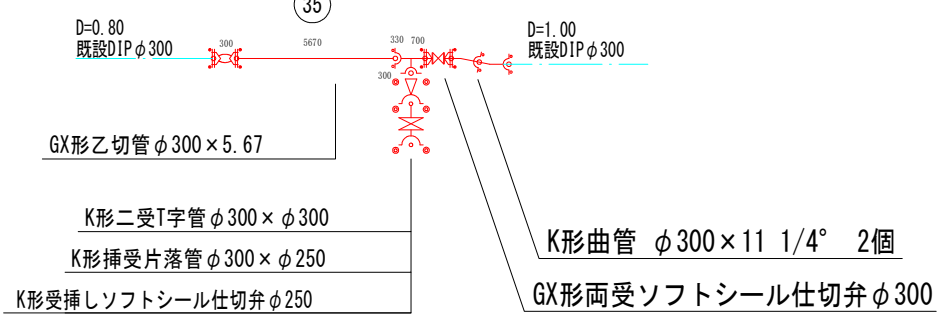 35
D=0.80
既設DIPφ300
300
5670
330 700
300
D=1.00
既設DIPφ300
GX形乙切管φ300×5.67
K形二受T字管φ300×φ300
K形挿受片落管φ300×φ250
K形受挿しソフトシール仕切弁φ250
K形曲管 φ300×11 1/4° 2個
GX形両受ソフトシール仕切弁φ300